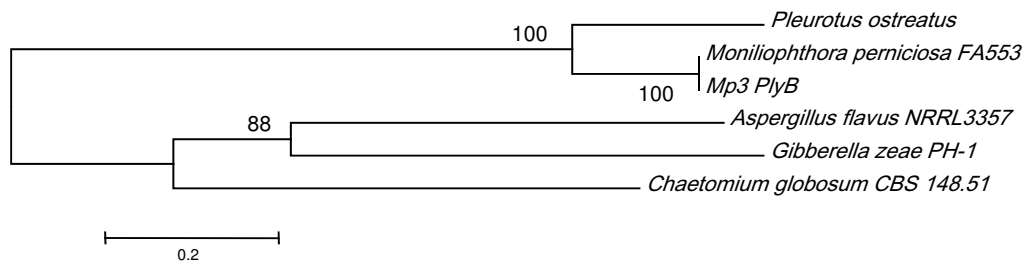 Pleurotus ostreatus
100
Moniliophthora perniciosa FA553
Mp3 PlyB
100
Aspergillus flavus NRRL3357
88
Gibberella zeae PH-1
Chaetomium globosum CBS 148.51
0.2